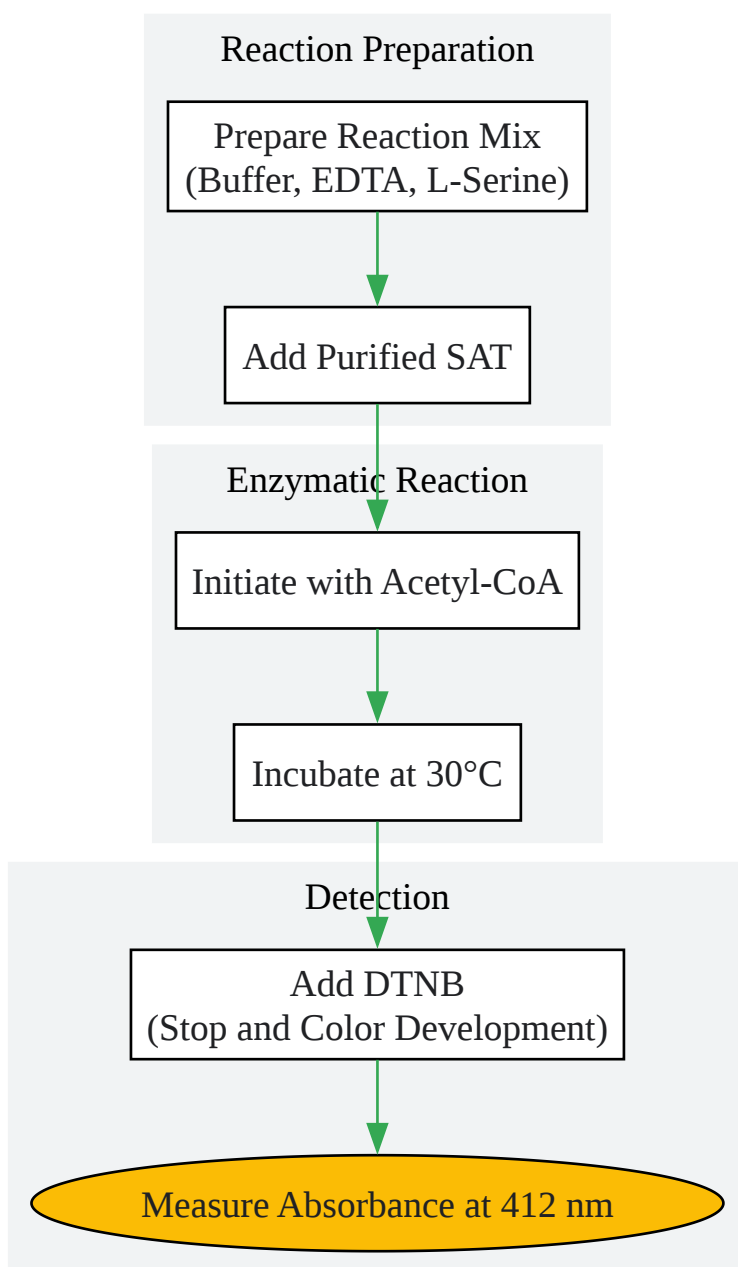 Reaction Preparation
Prepare Reaction Mix
(Buffer, EDTA, L-Serine)
Add Purified SAT
Enzymatic Reaction
Initiate with Acetyl-CoA
Incubate at 30°C
Detection
Add DTNB
(Stop and Color Development)
Measure Absorbance at 412 nm